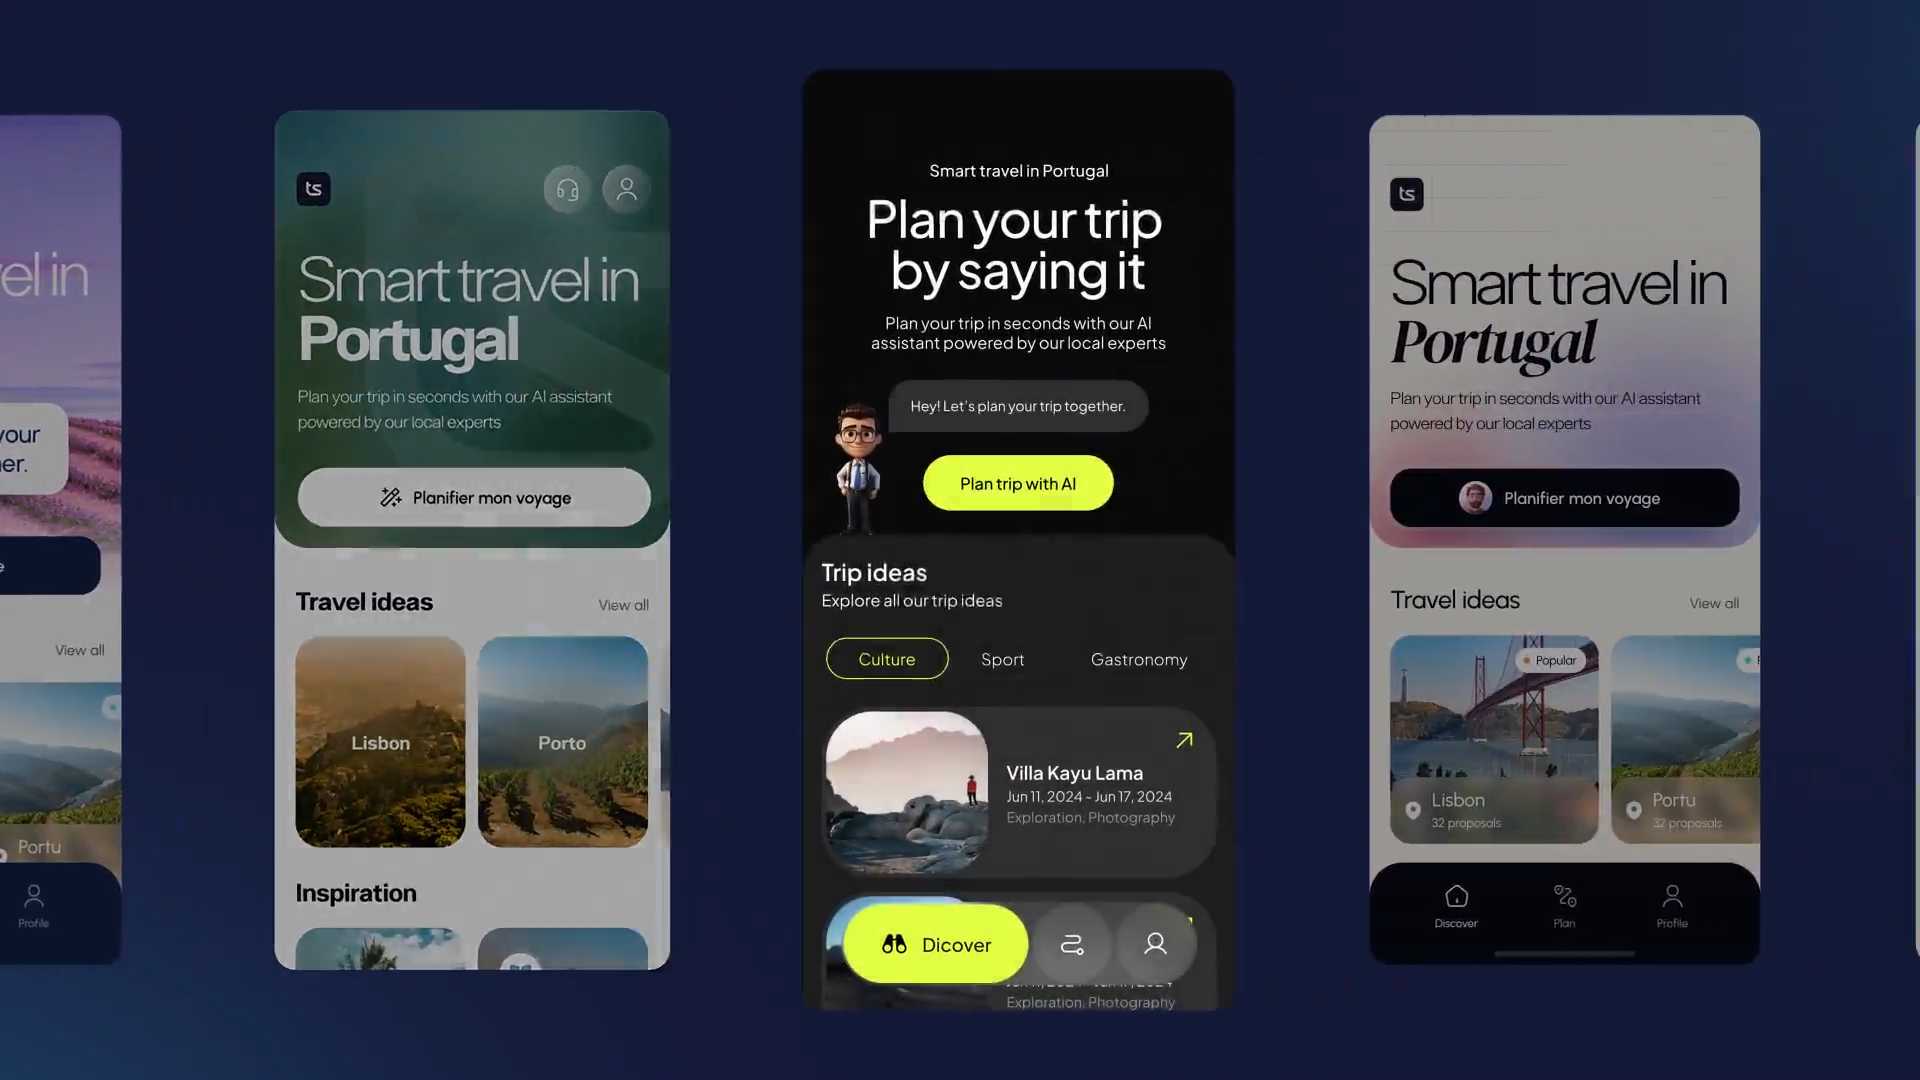 el in
your
er.
e
View all
Portu
Profile
ts
Smart travel in
Portugal
Plan your trip in seconds with our AI assistant
powered by our local experts
Planifier mon voyage
Travel ideas
View all
Lisbon
Porto
Inspiration
Smart travel in Portugal
Plan your trip
by saying it
Plan your trip in seconds with our AI
assistant powered by our local experts
Hey! Let's plan your trip together.
Plan trip with AI
Trip ideas
Explore all our trip ideas
Culture
Sport
Gastronomy
Villa Kayu Lama
Jun 11, 2024 - Jun 17, 2024
Exploration, Photography
Dicover
Exploration, Photography
ts
Smart travel in
Portugal
Plan your trip in seconds with our AI assistant
powered by our local experts
Planifier mon voyage
Travel ideas
View all
Popular
Lisbon
32 proposals
Portu
32 proposals
Discover
Plan
Profile